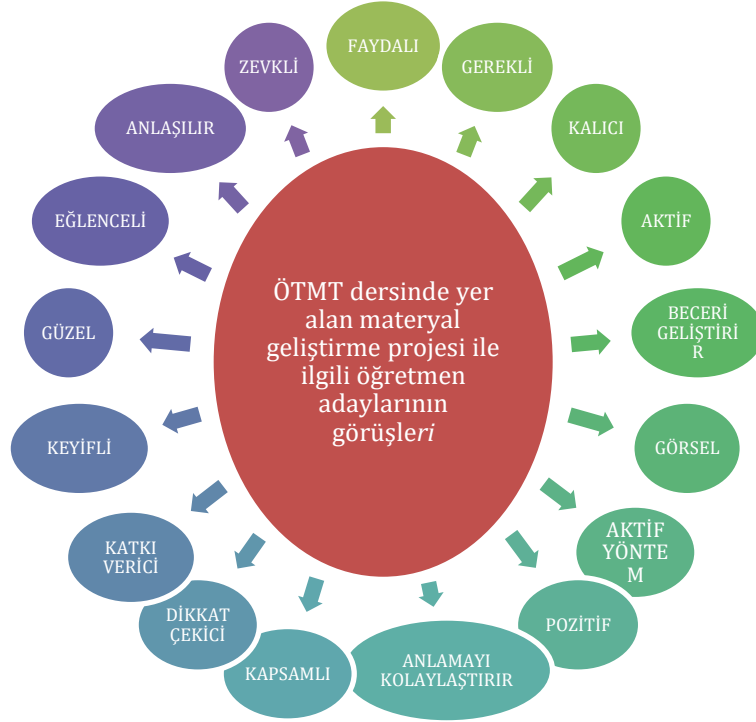 FAYDALI
GEREKLİ
KALICI
AKTİF
BECERİ
GELİŞTİRİ
R
GÖRSEL
AKTİF
YÖNTE
M
POZİTİF
ANLAMAYI
KOLAYLAŞTIRIR
KAPSAMLI
DİKKAT
ÇEKİCİ
KATKI
VERİCİ
KEYİFLİ
GÜZEL
EĞLENCELİ
ANLAŞILIR
ZEVKLİ
ÖTMT dersinde yer
alan materyal
geliştirme projesi ile
ilgili öğretmen
adaylarının
görüşleri